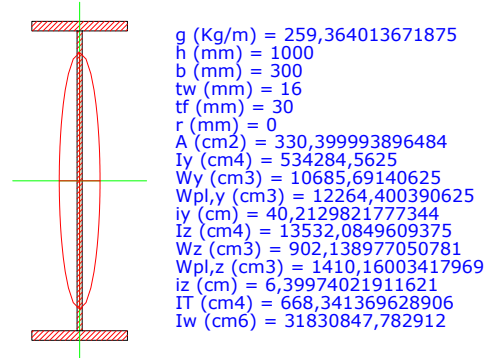 g (Kg/m) = 259,364013671875
h (mm) = 1000
b (mm) = 300
tw (mm) = 16
tf (mm) = 30
r (mm) = 0
A (cm2) = 330,399993896484
Iy (cm4) = 534284,5625
Wy (cm3) = 10685,69140625
Wpl,y (cm3) = 12264,400390625
iy (cm) = 40,2129821777344
Iz (cm4) = 13532,0849609375
Wz (cm3) = 902,138977050781
Wpl,z (cm3) = 1410,16003417969
iz (cm) = 6,39974021911621
IT (cm4) = 668,341369628906
Iw (cm6) = 31830847,782912